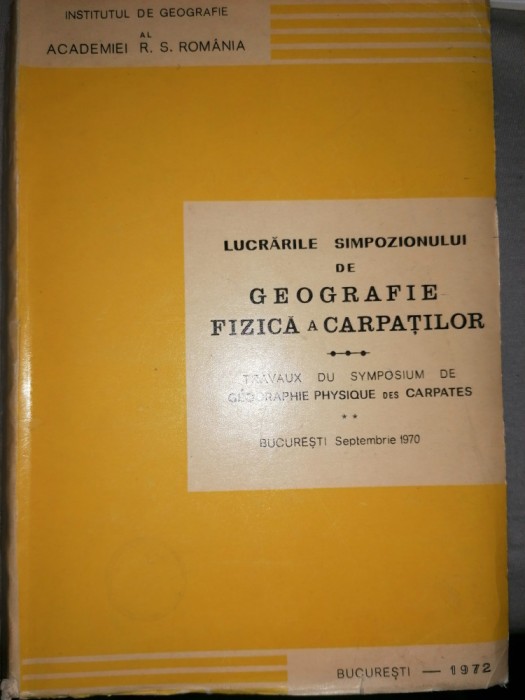 INSTITUTUL DE GEOGRAFIE
AL
ACADEMIEI R. S. ROMÂNIA
LUCRĂRILE SIMPOZIONULUI
DE
GEOGRAFIE
FIZICĂ A CARPAȚILOR
TRAVAUX DU SYMPOSIUM DE
GÉOGRAPHIE PHYSIQUE DES CARPATES
* *
BUCUREȘTI Septembrie 1970
BUCUREȘTI — 1972